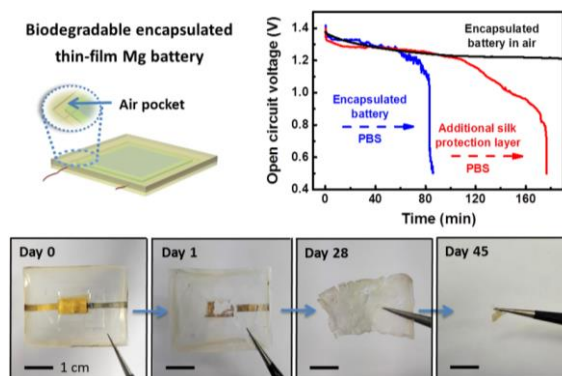 Biodegradable encapsulated
thin-film Mg battery
Air pocket
Open circuit voltage (V)
1.4
1.2
1.0
0.8
0.6
0.4
0
40
80
120
160
Time (min)
Encapsulated
battery in air
Encapsulated
battery
PBS
Additional silk
protection layer
PBS
Day 0
1 cm
Day 1
Day 28
Day 45